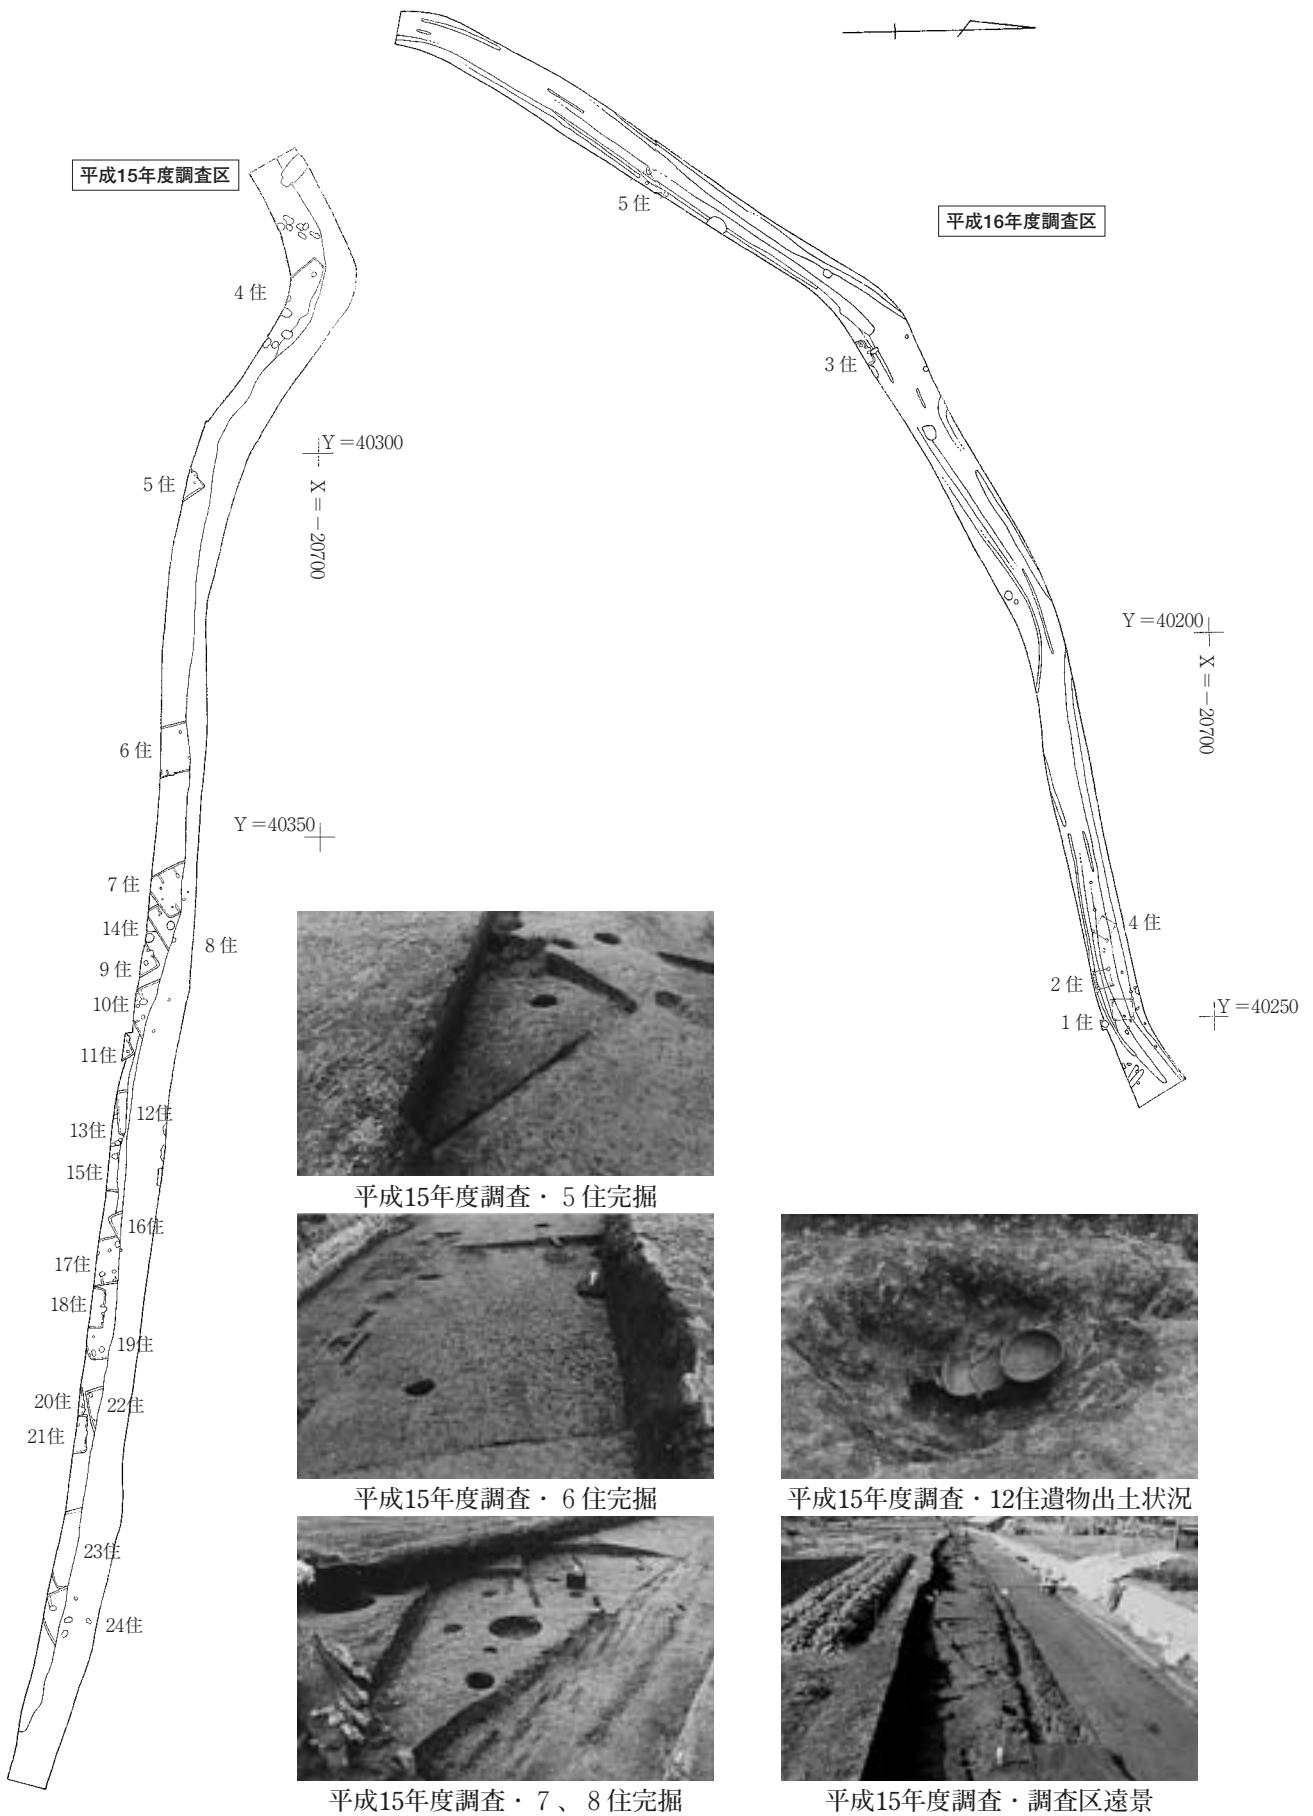 平成15年度調査区
4住
5住
Y=40300
X=-20700
6住
Y=40350
7住
14住
8住
9住
10住
11住
12住
13住
15住
16住
17住
18住
19住
20住
22住
21住
23住
24住
平成16年度調査区
5住
3住
Y=40200
X=-20700
4住
2住
Y=40250
1住
平成15年度調査・5住完掘
平成15年度調査・6住完掘
平成15年度調査・12住遺物出土状況
平成15年度調査・7、8住完掘
平成15年度調査・調査区遠景